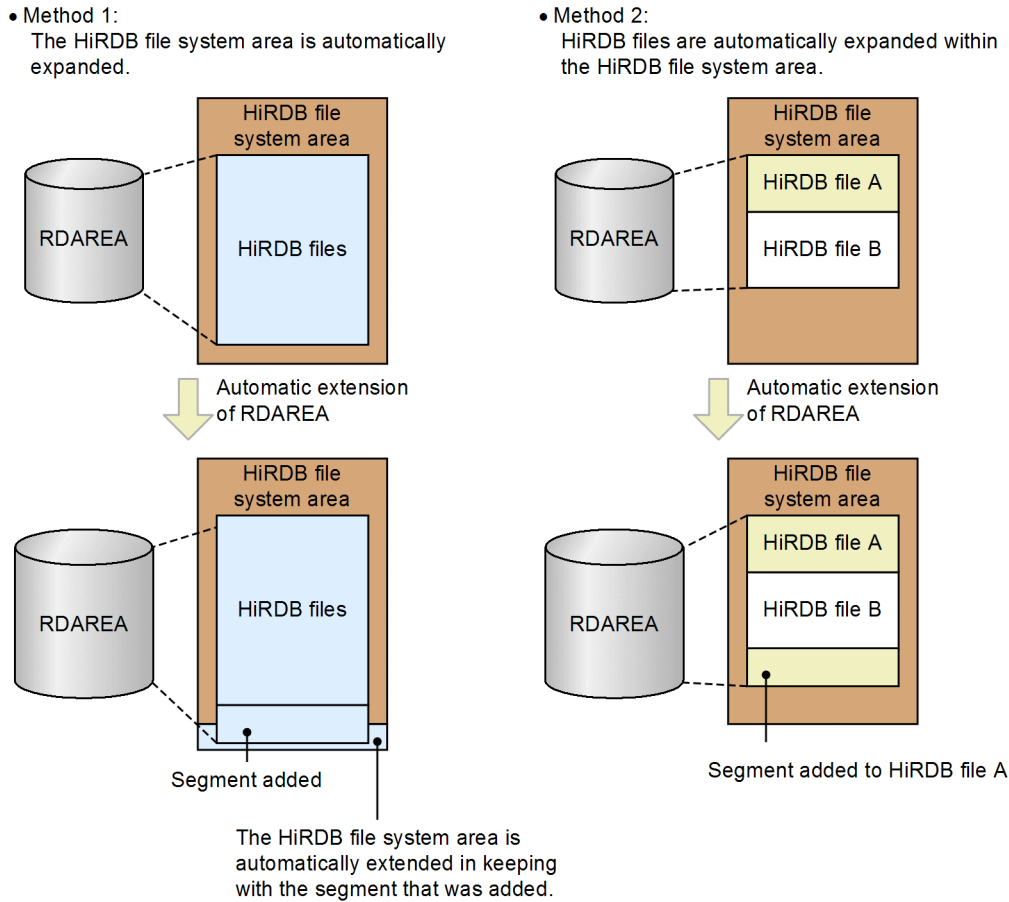 • Method 1:
The HiRDB file system area is automatically
expanded.
HiRDB file
system area
RDAREA
HiRDB files
Automatic extension
of RDAREA
HiRDB file
system area
RDAREA
HiRDB files
Segment added
The HiRDB file system area is
automatically extended in keeping
with the segment that was added.
• Method 2:
HiRDB files are automatically expanded within
the HiRDB file system area.
HiRDB file
system area
HiRDB file A
RDAREA
HiRDB file B
Automatic extension
of RDAREA
HiRDB file
system area
HiRDB file A
HiRDB file B
RDAREA
Segment added to HiRDB file A